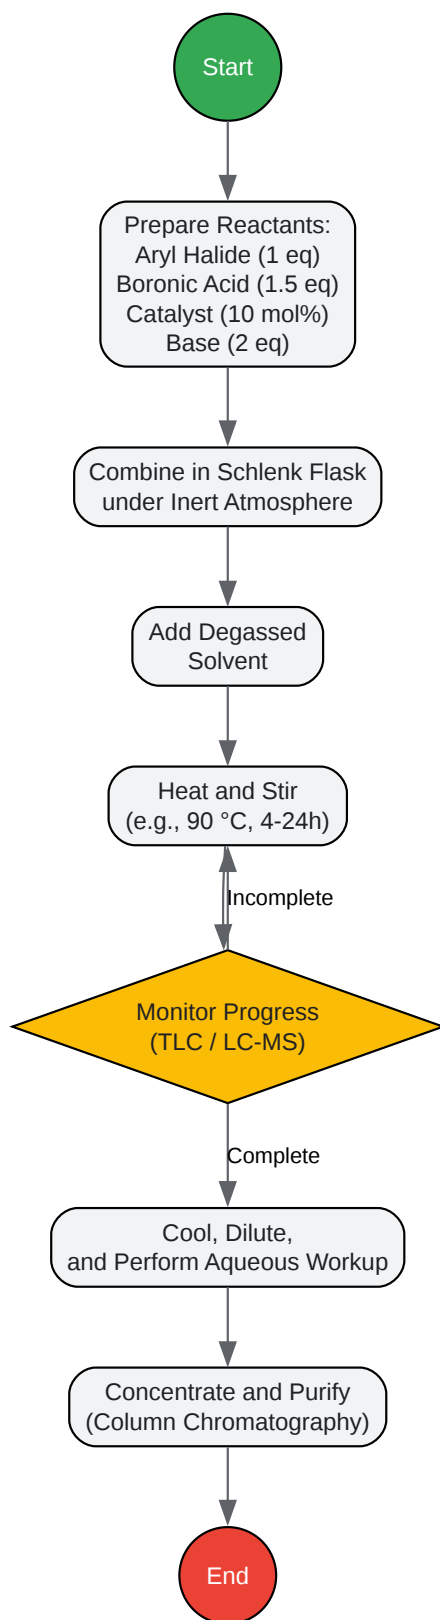 Start
Prepare Reactants:
Aryl Halide (1 eq)
Boronic Acid (1.5 eq)
Catalyst (10 mol%)
Base (2 eq)
Combine in Schlenk Flask
under Inert Atmosphere
Add Degassed
Solvent
Heat and Stir
(e.g., 90 °C, 4-24h)
Incomplete
Monitor Progress
(TLC / LC-MS)
Complete
Cool, Dilute,
and Perform Aqueous Workup
Concentrate and Purify
(Column Chromatography)
End